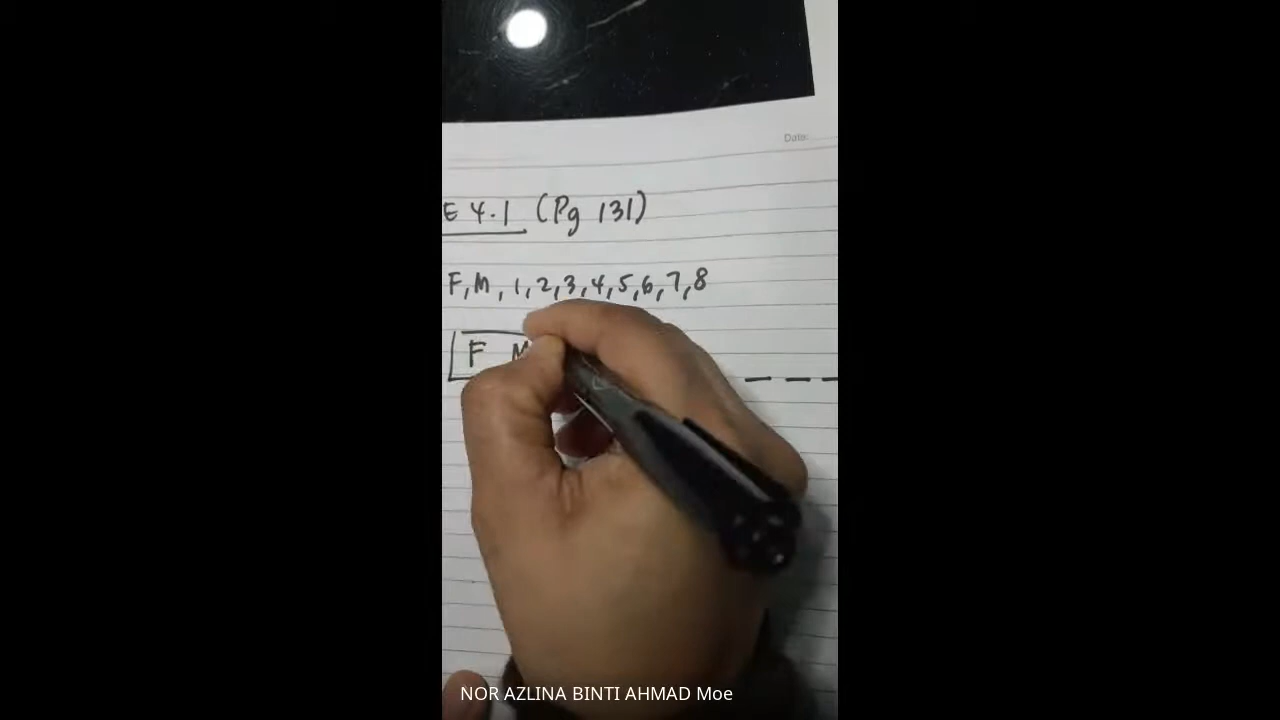 Date:
E 4.1 (Pg 131)
F, M, 1, 2, 3, 4, 5, 6, 7, 8
F M
NOR AZLINA BINTI AHMAD Moe